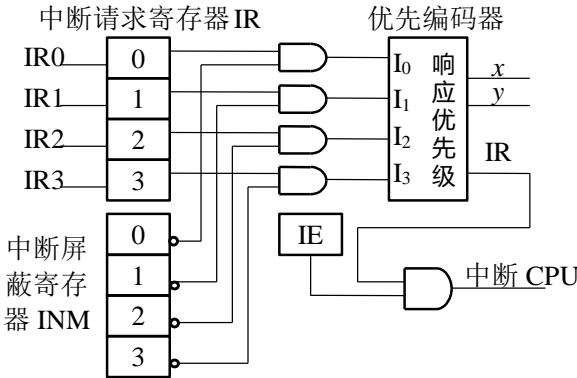 中断请求寄存器 IR
优先编码器
IR0
0
IR1
1
IR2
2
IR3
3
I0
I1
I2
I3
响应优先级
x
y
IR
中断屏
蔽寄存
器 INM
0
1
2
3
IE
中断 CPU